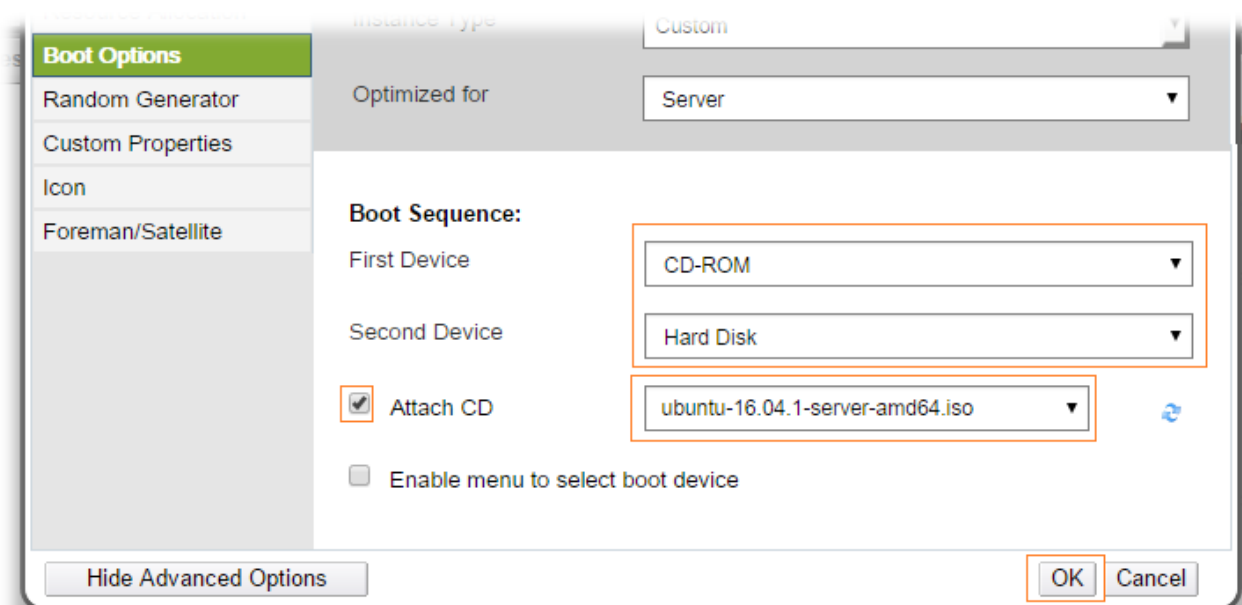 Instance Type
Custom
Boot Options
Random Generator
Optimized for
Server
Custom Properties
Icon
Foreman/Satellite
Boot Sequence:
First Device
CD-ROM
Second Device
Hard Disk
Attach CD
ubuntu-16.04.1-server-amd64.iso
Enable menu to select boot device
Hide Advanced Options
OK
Cancel